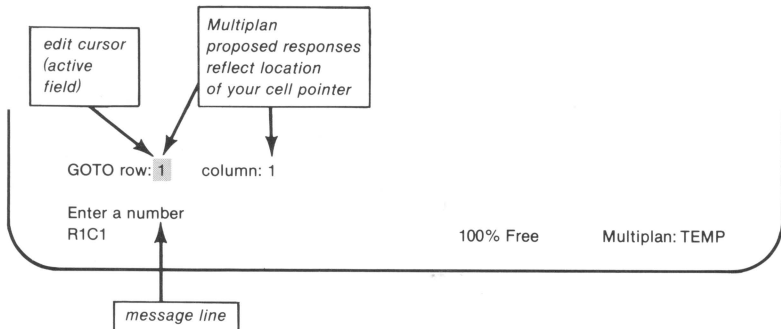 edit cursor
(active
field)
Multiplan
proposed responses
reflect location
of your cell pointer
GOTO row: 1 column: 1
Enter a number
R1C1 100% Free Multiplan: TEMP
message line